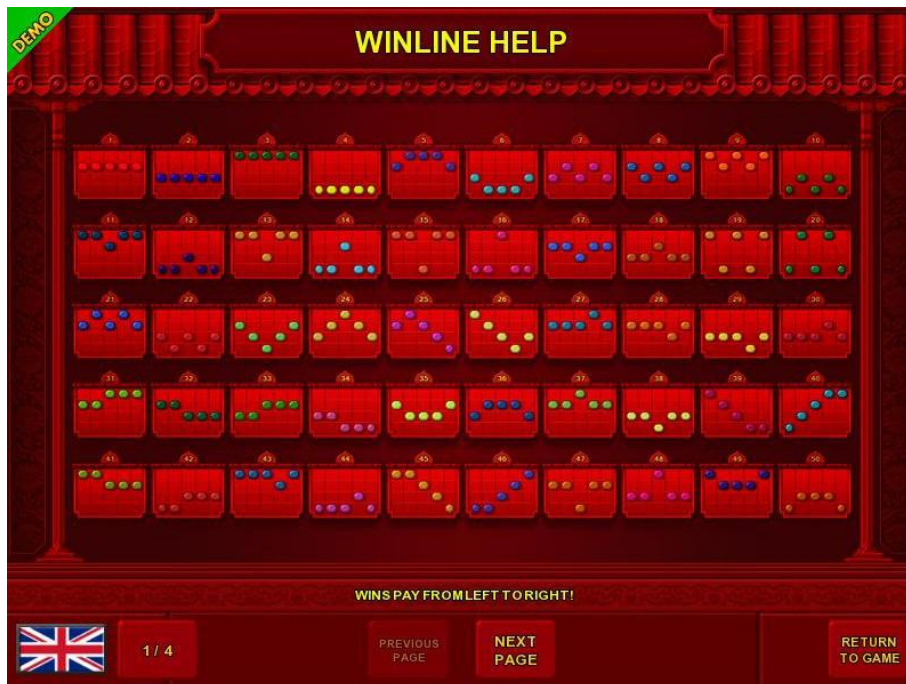 DEMO
WINLINE HELP
1 2 3 4 5 6 7 8 9 10
11 12 13 14 15 16 17 18 19 20
21 22 23 24 25 26 27 28 29 30
31 32 33 34 35 36 37 38 39 40
41 42 43 44 45 46 47 48 49 50
WINS PAY FROM LEFT TO RIGHT!
1 / 4
PREVIOUS
PAGE
NEXT
PAGE
RETURN
TO GAME